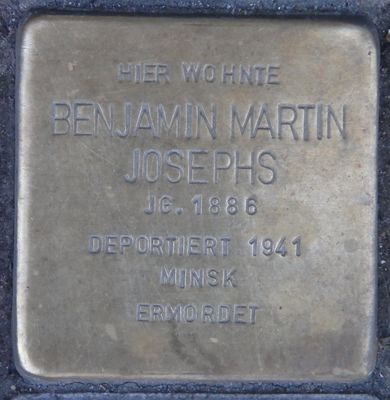 HIER WOHNTE
BENJAMIN MARTIN
JOSEPHS
JG. 1886
DEPORTIERT 1941
MINSK
ERMORDET